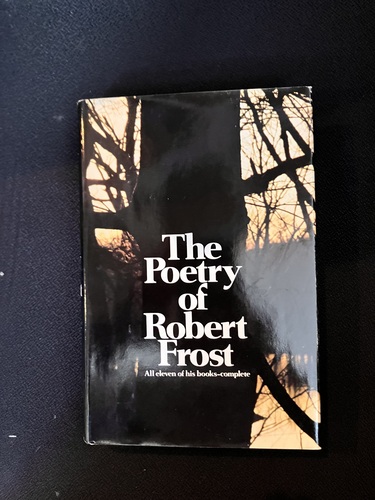 The
Poetry
of
Robert
Frost
All eleven of his books-complete